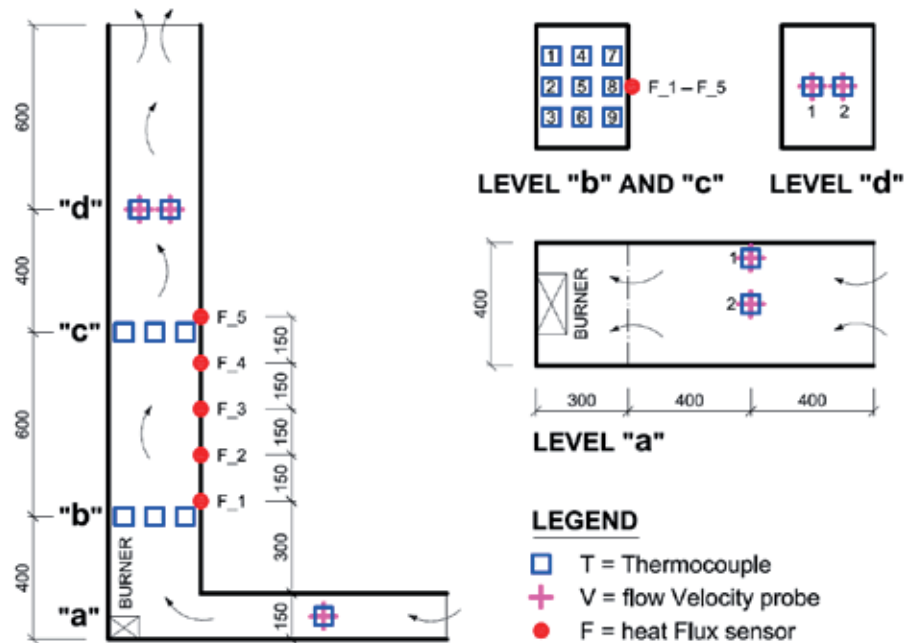 600
"d"
400
"c"
600
"b"
400
"a"
BURNER
F_5
F_4
F_3
F_2
F_1
150
150
150
150
300
150
1 4 7
2 5 8
3 6 9
F_1 – F_5
LEVEL "b" AND "c"
1 2
LEVEL "d"
400
BURNER
1
2
300 400 400
LEVEL "a"
LEGEND
T = Thermocouple
V = flow Velocity probe
F = heat Flux sensor